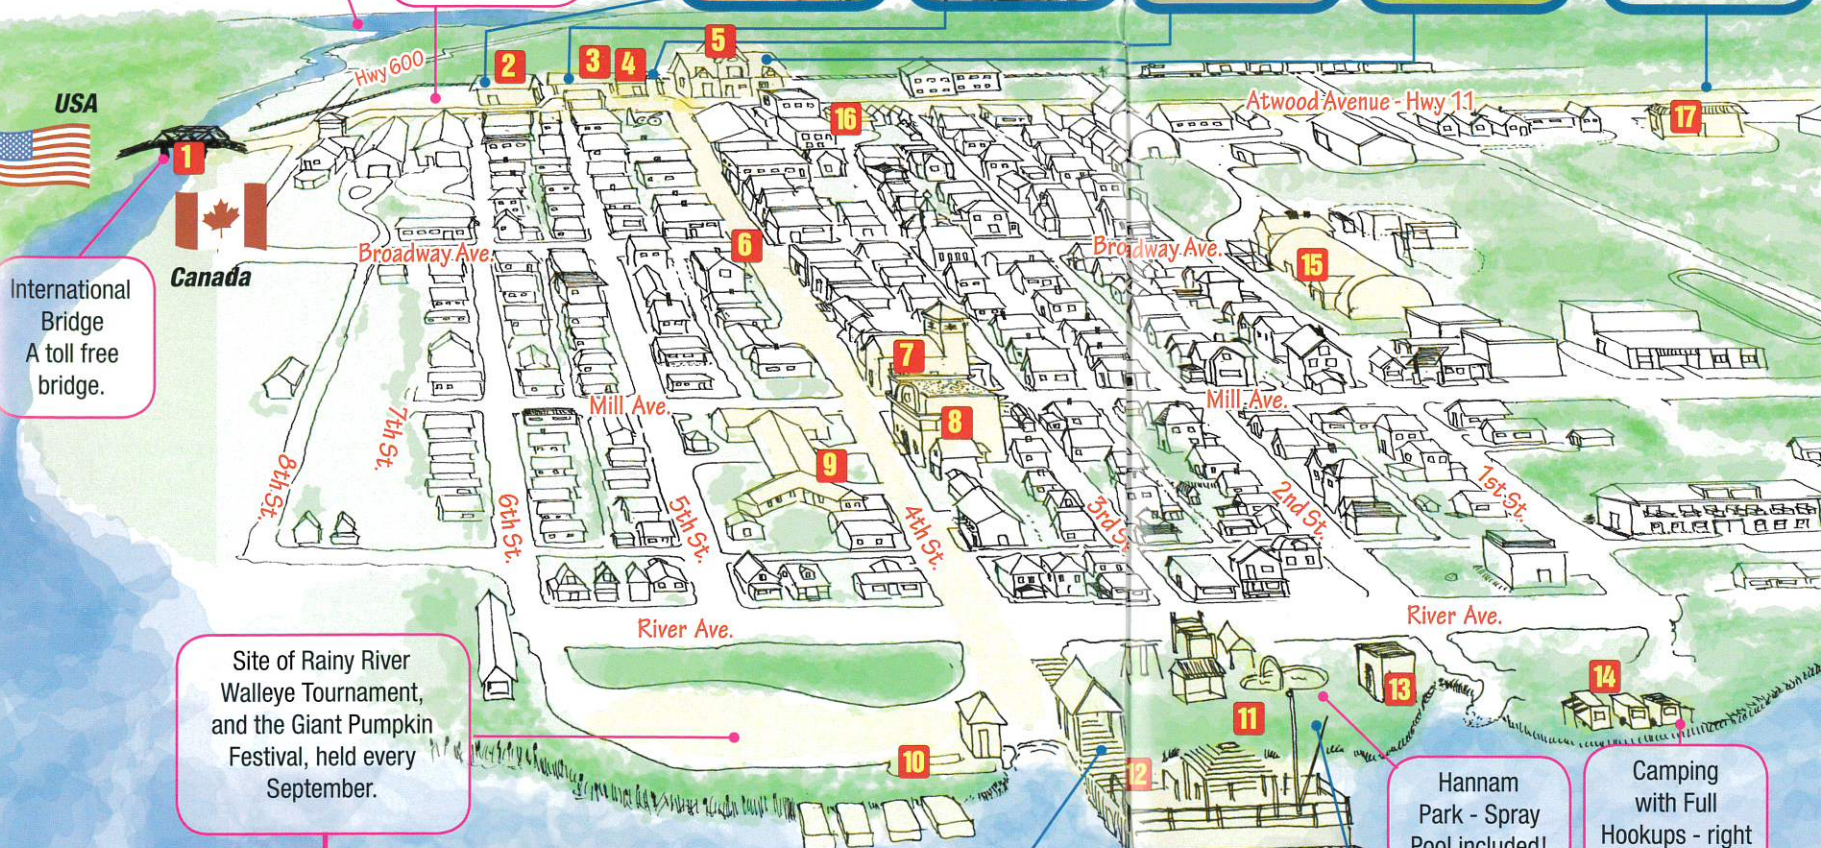 Hwy 600
USA
Canada
International
Bridge
A toll free
bridge.
1
2
3
4
5
16
Atwood Avenue - Hwy 11
17
Broadway Ave.
6
Broadway Ave.
15
7
Mill Ave.
8
Mill Ave.
9
7th St.
8th St.
6th St.
5th St.
4th St.
3rd St.
2nd St.
1st St.
River Ave.
River Ave.
Site of Rainy River
Walleye Tournament,
and the Giant Pumpkin
Festival, held every
September.
10
11
12
13
14
Hannam
Park - Spray
Pool included!
Camping
with Full
Hookups - right